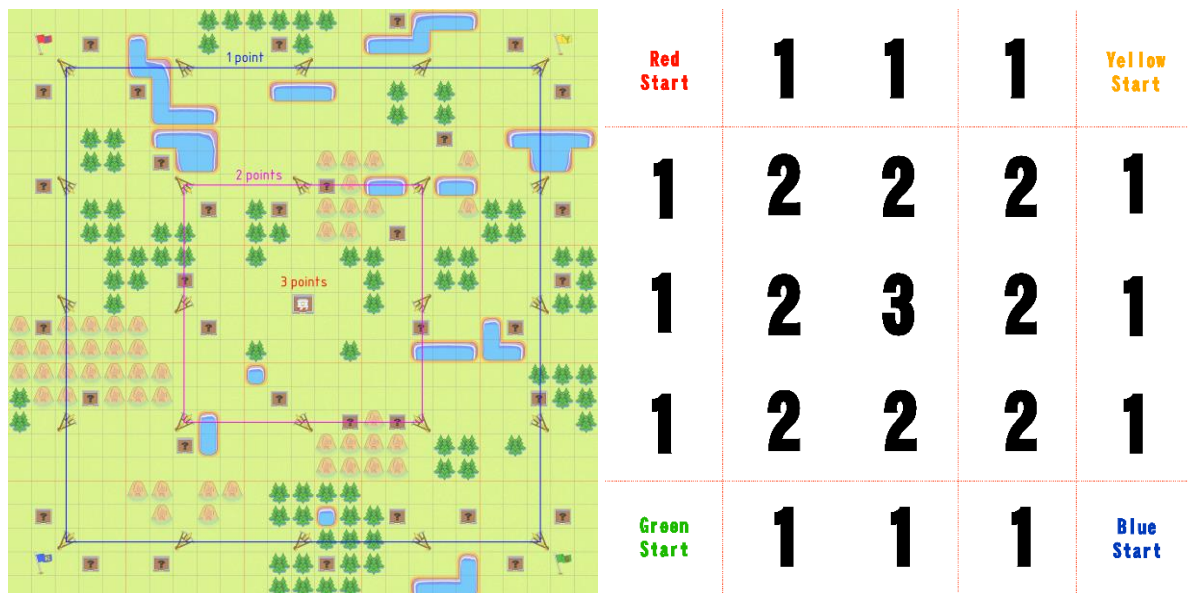 1 point
2 points
3 points
Red
Start
1 1 1
Yellow
Start
1 2 2 2 1
1 2 3 2 1
1 2 2 2 1
Green
Start
1 1 1
Blue
Start